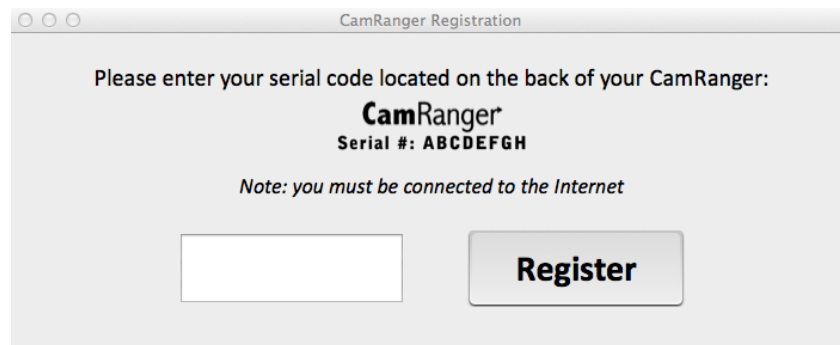 CamRanger Registration
Please enter your serial code located on the back of your CamRanger:
CamRanger
Serial #: ABCDEFGH
Note: you must be connected to the Internet
Register